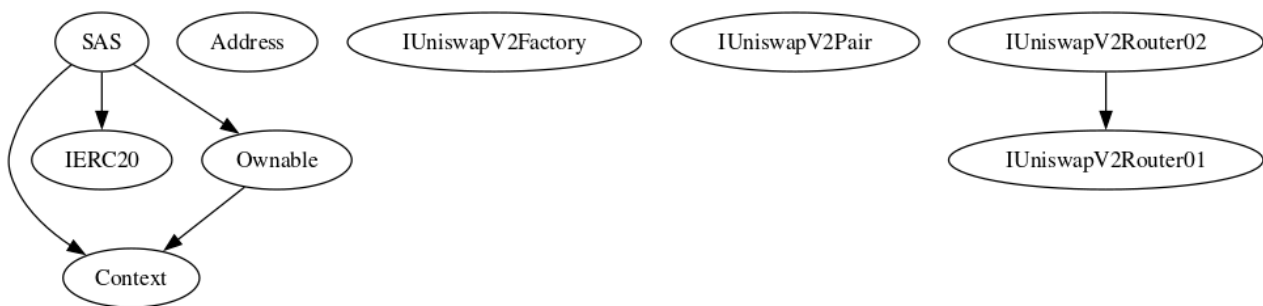 SAS
Address
IUniswapV2Factory
IUniswapV2Pair
IUniswapV2Router02
IERC20
Ownable
IUniswapV2Router01
Context